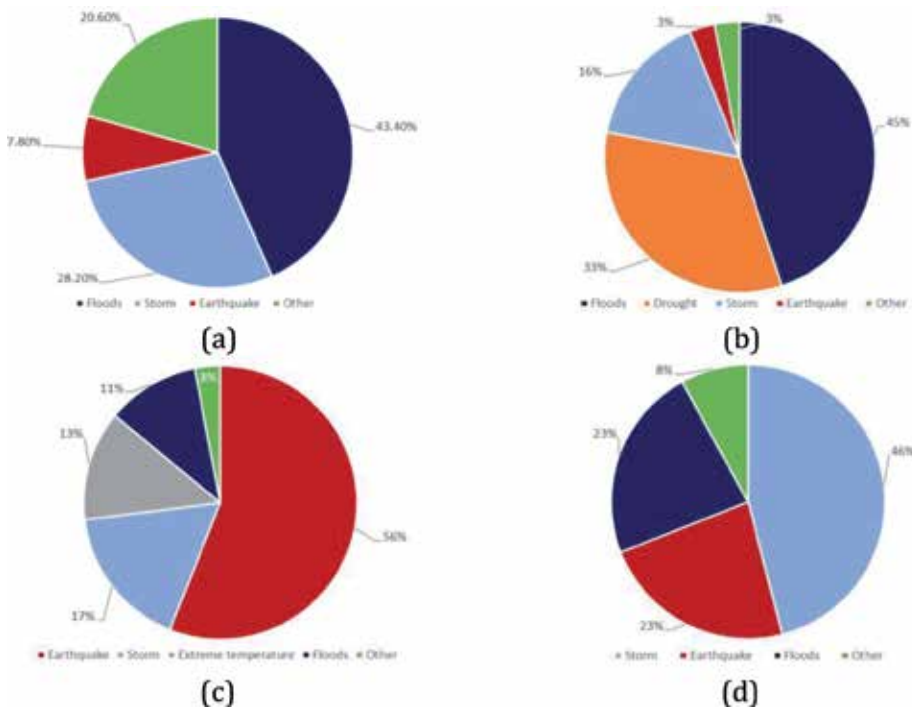 20.60%
43.40%
7.80%
28.20%
Floods Storm Earthquake Other
(a)
3% 3%
16%
45%
33%
Floods Drought Storm Earthquake Other
(b)
11% 3%
13%
56%
17%
Earthquake Storm Extreme temperature Floods Other
(c)
8%
23%
46%
23%
Storm Earthquake Floods Other
(d)